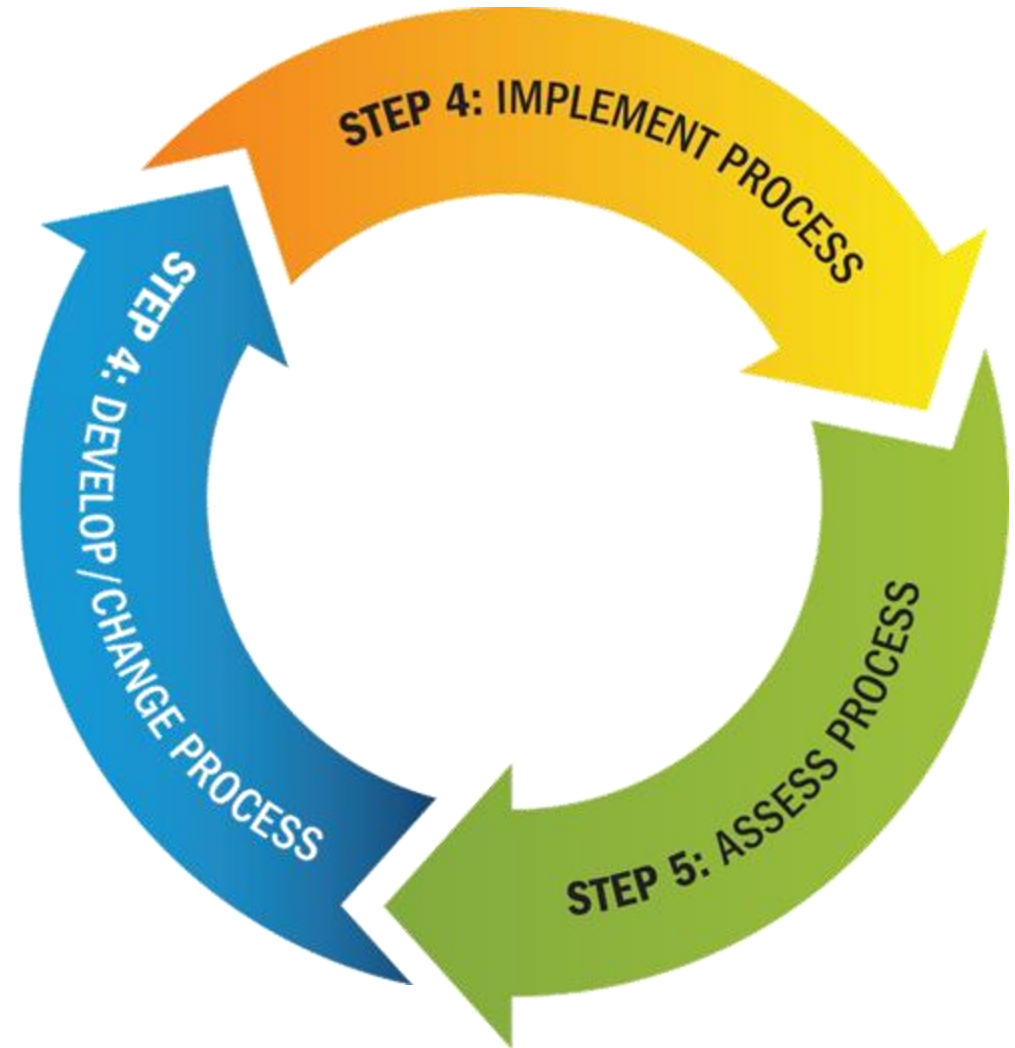 STEP 4: IMPLEMENT PROCESS
STEP 5: ASSESS PROCESS
STEP 4: DEVELOP/CHANGE PROCESS